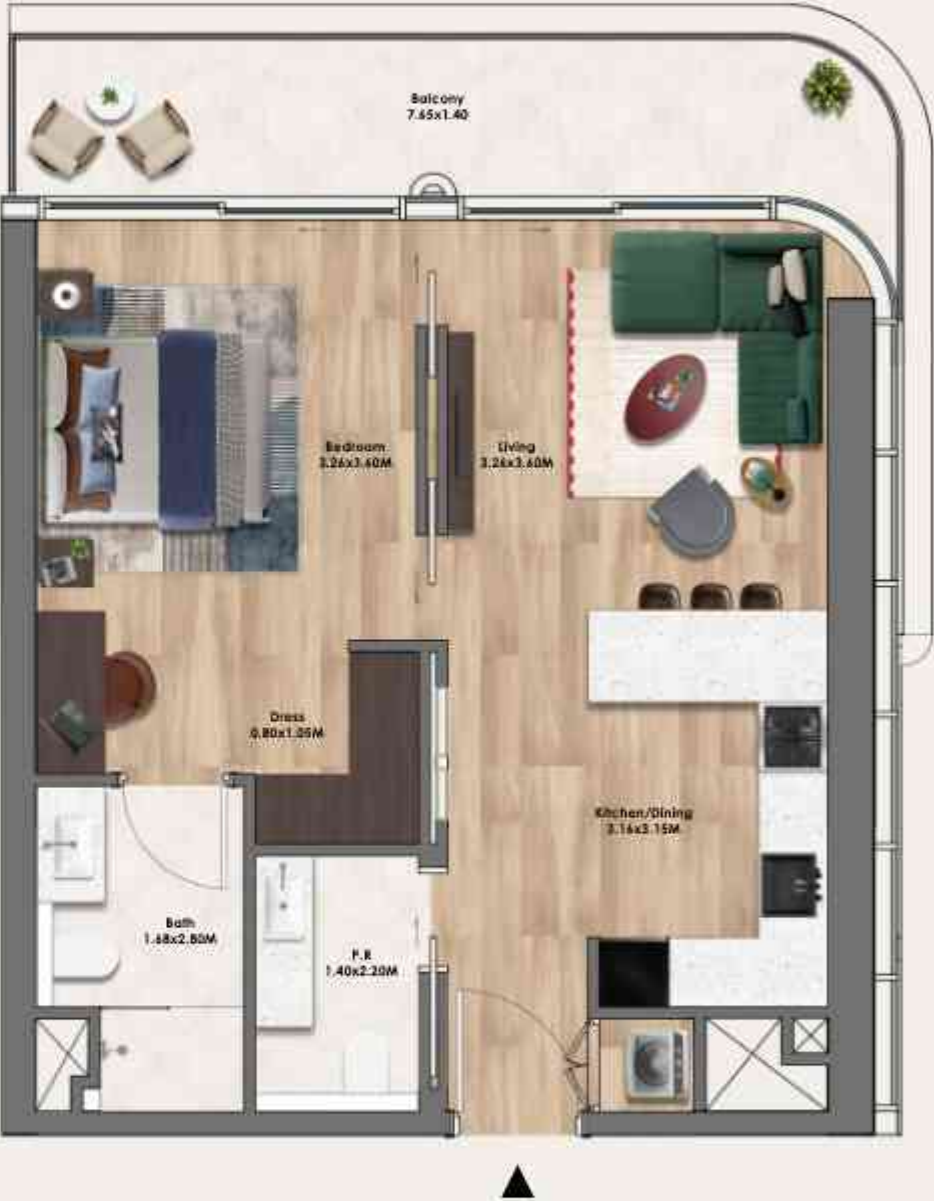 Balcony
7.65x1.40
Bedroom
3.26x3.60M
Living
3.26x3.60M
Dress
0.80x1.05M
Kitchen/Dining
3.16x3.15M
Bath
1.68x2.80M
P.R
1.40x2.20M